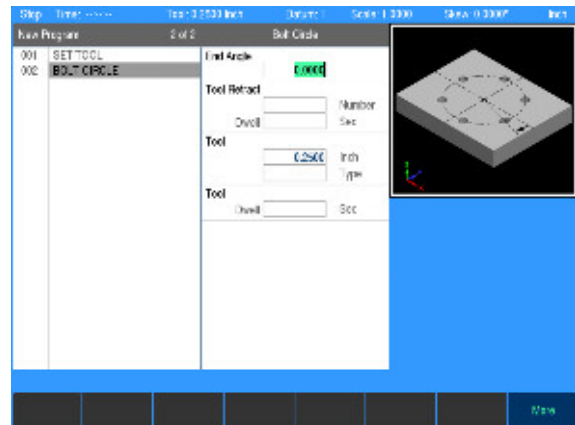 Stop Time: --:--:-- Tool: 0.2500 Inch Datum: 1 Scale: 1.0000 Skew: 0.0000° Inch
New Program 2 of 2 Bolt Circle
001 SET TOOL
002 BOLT CIRCLE
End Angle
0.0000
Tool Retract
Number
Dwell Sec
Tool
0.2500 Inch
Type
Tool
Dwell Sec
More